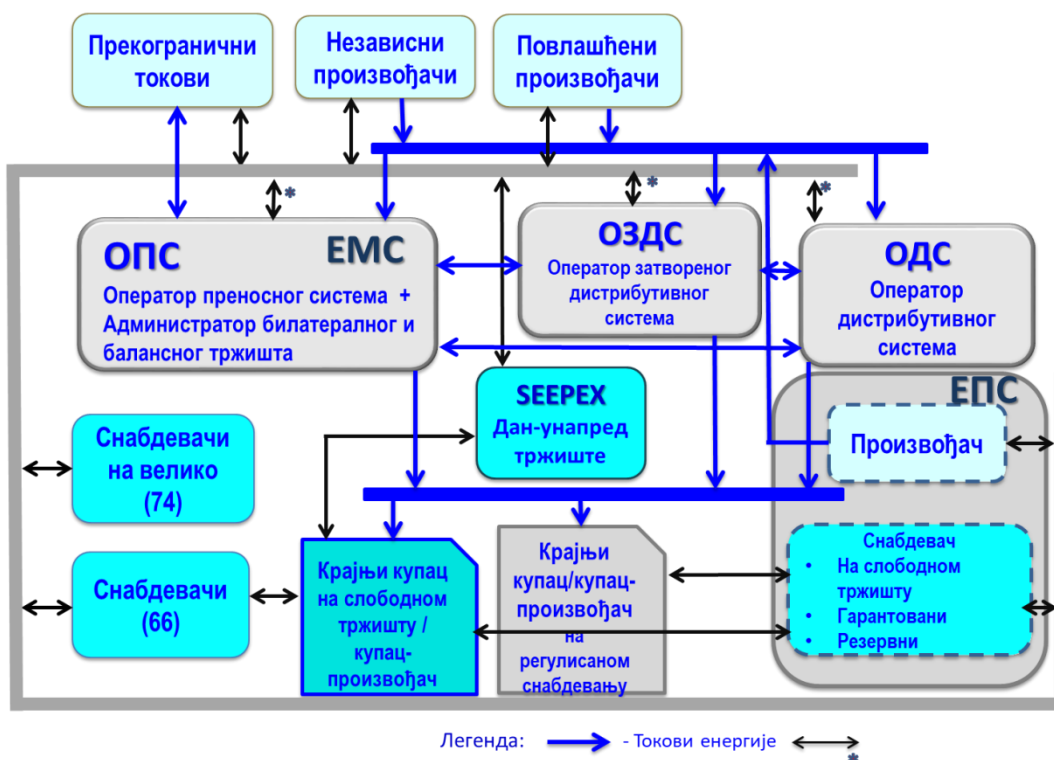 Прекогранични
токови
Независни
произвођачи
Повлашћени
произвођачи
*
*
*
ОПС
ЕМС
Оператор преносног система +
Администратор билатералног и
балансног тржишта
ОЗДС
Оператор затвореног
дистрибутивног
система
ОДС
Оператор
дистрибутивног
система
SEEPEX
Дан-унапред
тржиште
ЕПС
Произвођач
Снабдевачи
на велико
(74)
Снабдевачи
(66)
Крајњи купац
на слободном
тржишту /
купац-
произвођач
Крајњи
купац/купац-
произвођач
на
регулисаном
снабдевању
Снабдевач
• На слободном
тржишту
• Гарантовани
• Резервни
Легенда:
- Токови енергије
*